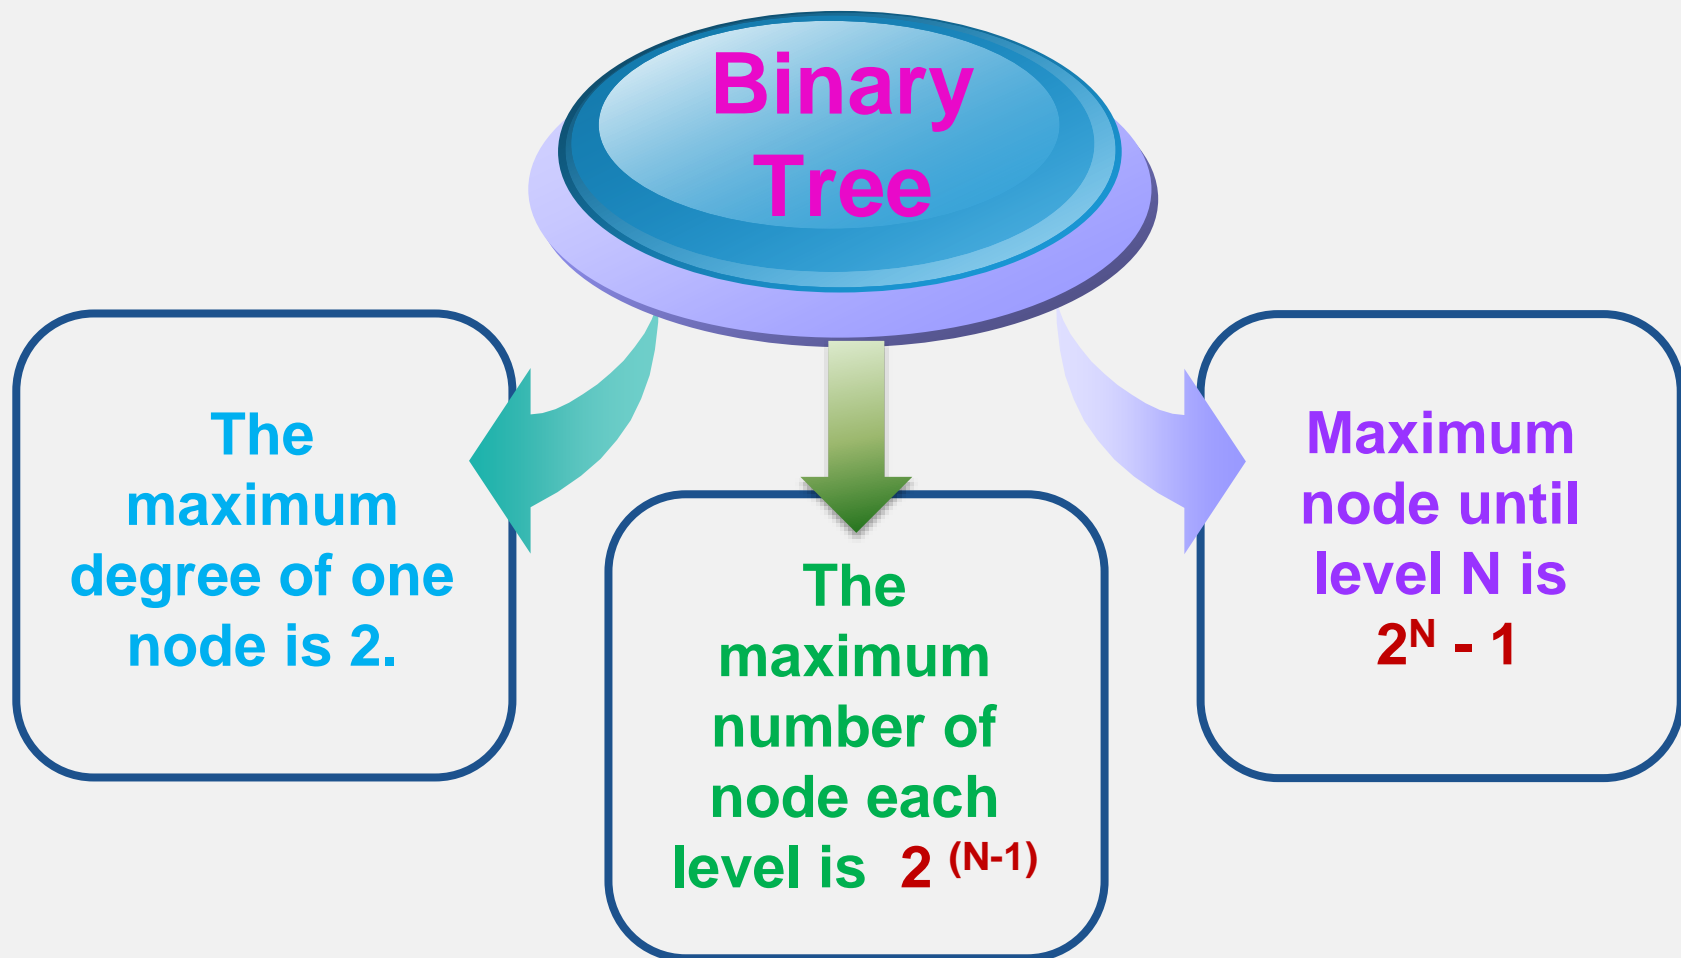 Binary
Tree
The
maximum
degree of one
node is 2.
The
maximum
number of
node each
level is 2 ⁽ᴺ⁻¹⁾
Maximum
node until
level N is
2ᴺ - 1